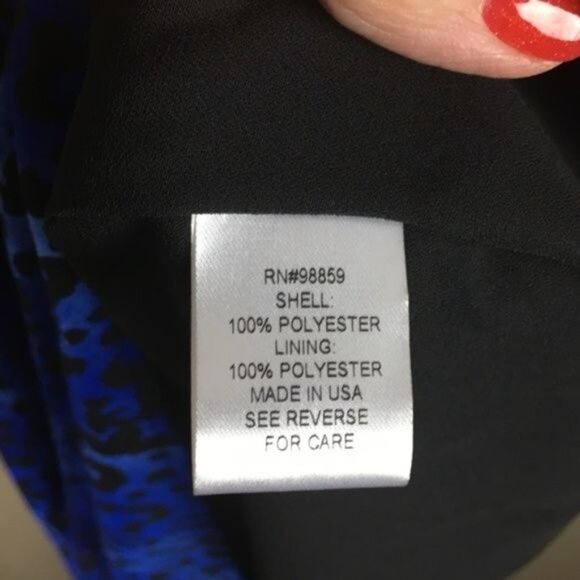 RN#98859
SHELL:
100% POLYESTER
LINING:
100% POLYESTER
MADE IN USA
SEE REVERSE
FOR CARE